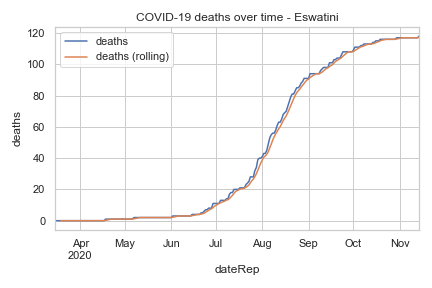 COVID-19 deaths over time - Eswatini
deaths
deaths (rolling)
120
100
80
60
40
20
0
deaths
Apr May Jun Jul Aug Sep Oct Nov
2020
dateRep